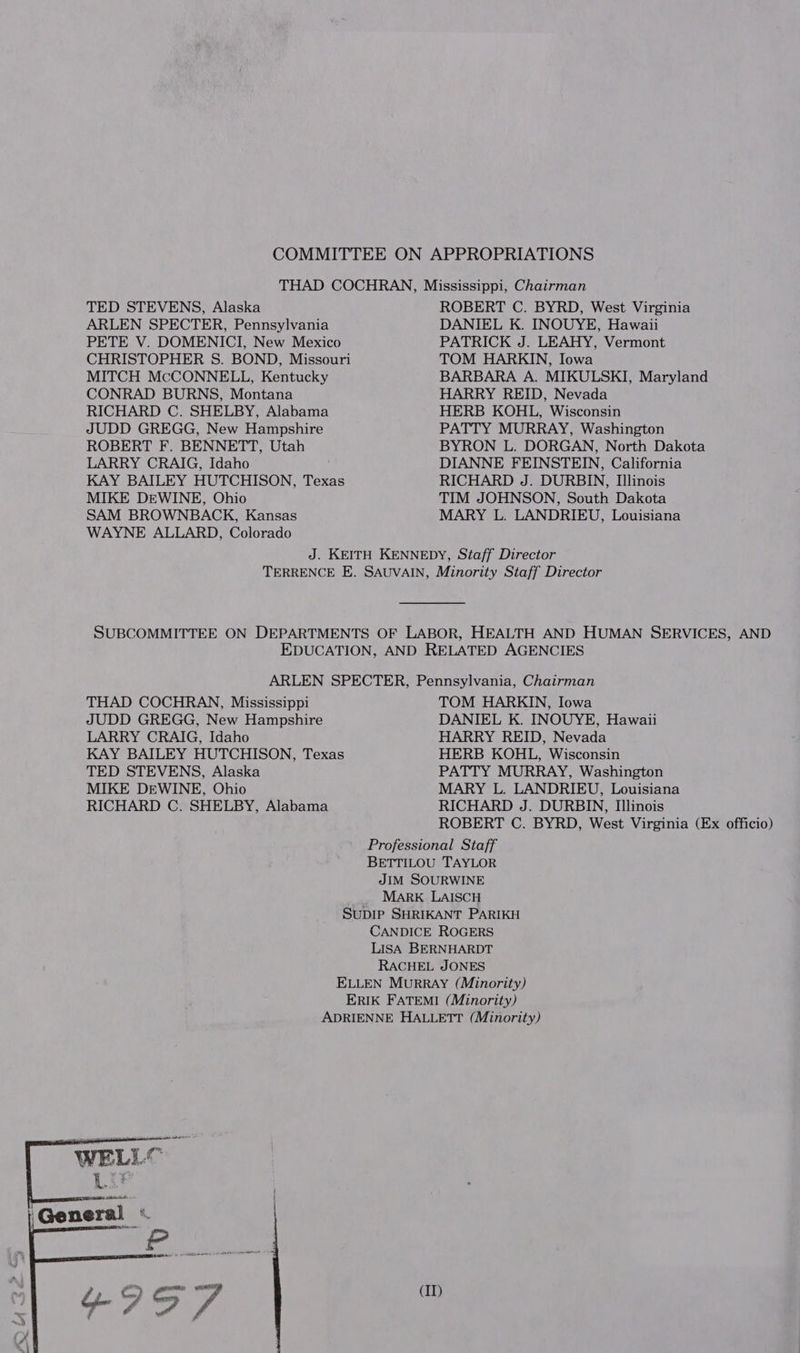 COMMITTEE ON APPROPRIATIONS
THAD COCHRAN, Mississippi, Chairman
TED STEVENS, Alaska
ARLEN SPECTER, Pennsylvania
PETE V. DOMENICI, New Mexico
CHRISTOPHER S. BOND, Missouri
MITCH McCONNELL, Kentucky
CONRAD BURNS, Montana
RICHARD C. SHELBY, Alabama
JUDD GREGG, New Hampshire
ROBERT F. BENNETT, Utah
LARRY CRAIG, Idaho
KAY BAILEY HUTCHISON, Texas
MIKE DEWINE, Ohio
SAM BROWNBACK, Kansas
WAYNE ALLARD, Colorado
ROBERT C. BYRD, West Virginia
DANIEL K. INOUYE, Hawaii
PATRICK J. LEAHY, Vermont
TOM HARKIN, Iowa
BARBARA A. MIKULSKI, Maryland
HARRY REID, Nevada
HERB KOHL, Wisconsin
PATTY MURRAY, Washington
BYRON L. DORGAN, North Dakota
DIANNE FEINSTEIN, California
RICHARD J. DURBIN, Illinois
TIM JOHNSON, South Dakota
MARY L. LANDRIEU, Louisiana
J. KEITH KENNEDY, Staff Director
TERRENCE E. SAUVAIN, Minority Staff Director
SUBCOMMITTEE ON DEPARTMENTS OF LABOR, HEALTH AND HUMAN SERVICES, AND
EDUCATION, AND RELATED AGENCIES
ARLEN SPECTER, Pennsylvania, Chairman
THAD COCHRAN, Mississippi
JUDD GREGG, New Hampshire
LARRY CRAIG, Idaho
KAY BAILEY HUTCHISON, Texas
TED STEVENS, Alaska
MIKE DEWINE, Ohio
RICHARD C. SHELBY, Alabama
TOM HARKIN, Iowa
DANIEL K. INOUYE, Hawaii
HARRY REID, Nevada
HERB KOHL, Wisconsin
PATTY MURRAY, Washington
MARY L. LANDRIEU, Louisiana
RICHARD J. DURBIN, Illinois
ROBERT C. BYRD, West Virginia (Ex officio)
Professional Staff
BETTILOU TAYLOR
JIM SOURWINE
MARK LAISCH
SUDIP SHRIKANT PARIKH
CANDICE ROGERS
LISA BERNHARDT
RACHEL JONES
ELLEN MURRAY (Minority)
ERIK FATEMI (Minority)
ADRIENNE HALLETT (Minority)
WELLC
General
P
4957
(II)